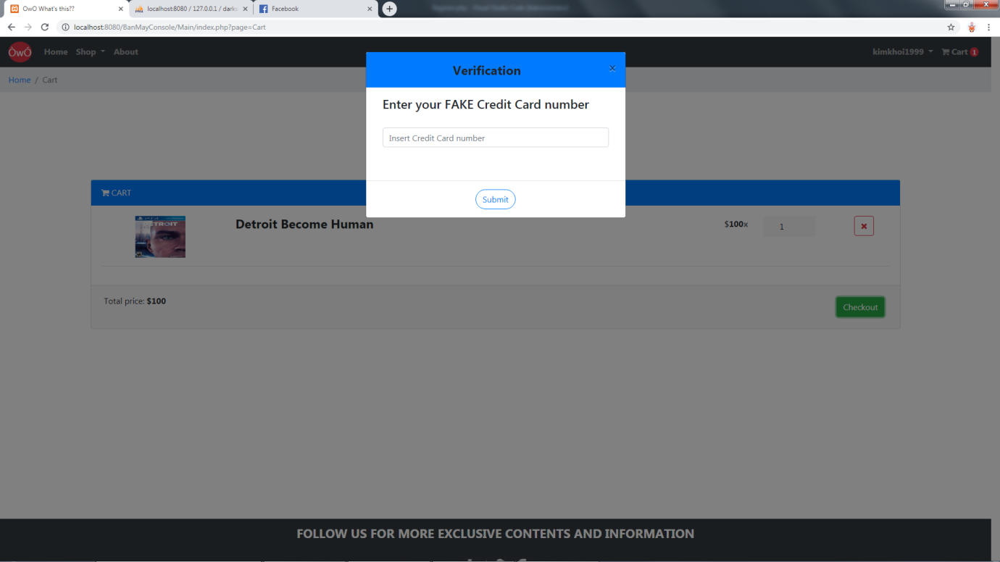 OwO What's this??
localhost:8080 / 127.0.0.1 / darks
Facebook
localhost:8080/BanMayConsole/Main/index.php?page=Cart
OwO
Home
Shop
About
kimkhoi1999
Cart 1
Home / Cart
Verification
×
Enter your FAKE Credit Card number
Insert Credit Card number
Submit
CART
DETROIT
Detroit Become Human
$100x
1
Total price: $100
Checkout
FOLLOW US FOR MORE EXCLUSIVE CONTENTS AND INFORMATION